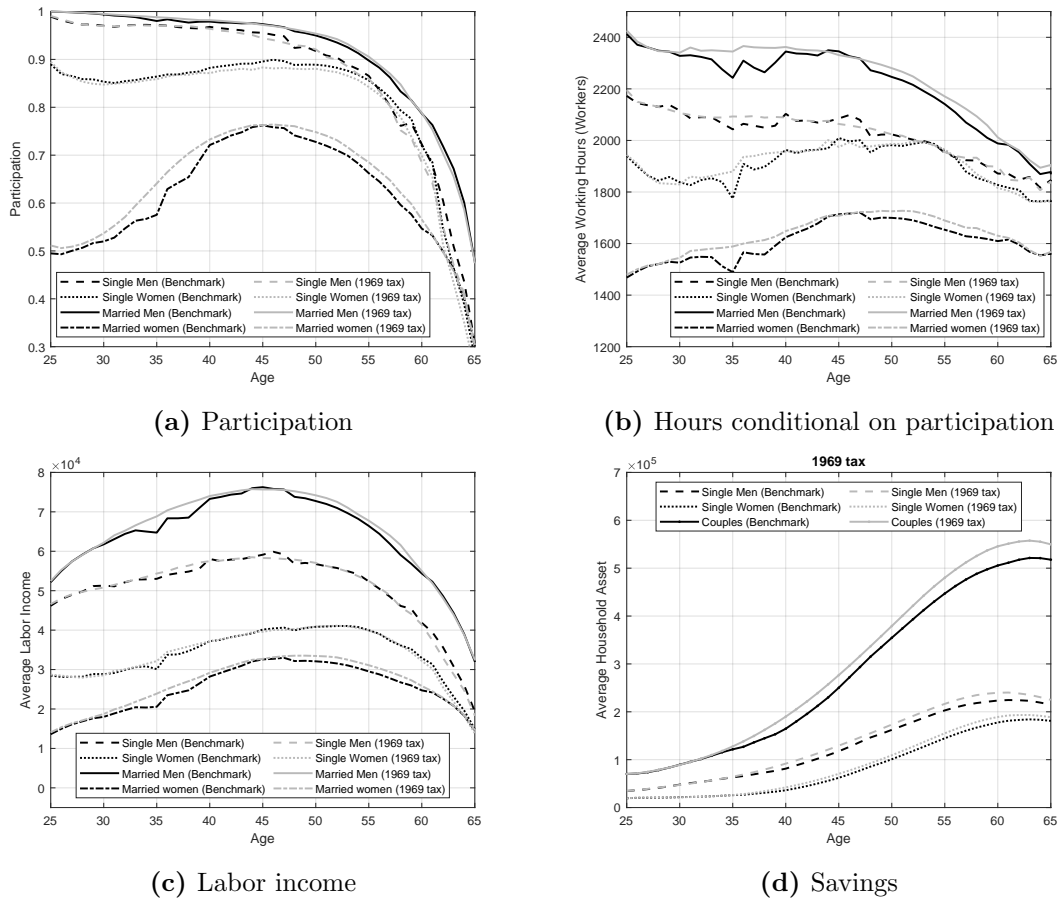 Participation
1
0.9
0.8
0.7
0.6
0.5
0.4
0.3
Single Men (Benchmark)
Single Women (Benchmark)
Married Men (Benchmark)
Married women (Benchmark)
Single Men (1969 tax)
Single Women (1969 tax)
Married Men (1969 tax)
Married women (1969 tax)
25 30 35 40 45 50 55 60 65
Age
(a) Participation
Average Working Hours (Workers)
2400
2200
2000
1800
1600
1400
1200
Single Men (Benchmark)
Single Women (Benchmark)
Married Men (Benchmark)
Married women (Benchmark)
Single Men (1969 tax)
Single Women (1969 tax)
Married Men (1969 tax)
Married women (1969 tax)
25 30 35 40 45 50 55 60 65
Age
(b) Hours conditional on participation
×10⁴
Average Labor Income
8
7
6
5
4
3
2
1
0
Single Men (Benchmark)
Single Women (Benchmark)
Married Men (Benchmark)
Married women (Benchmark)
Single Men (1969 tax)
Single Women (1969 tax)
Married Men (1969 tax)
Married women (1969 tax)
25 30 35 40 45 50 55 60 65
Age
(c) Labor income
×10⁵
1969 tax
Average Household Asset
7
6
5
4
3
2
1
0
Single Men (Benchmark)
Single Women (Benchmark)
Couples (Benchmark)
Single Men (1969 tax)
Single Women (1969 tax)
Couples (1969 tax)
25 30 35 40 45 50 55 60 65
Age
(d) Savings